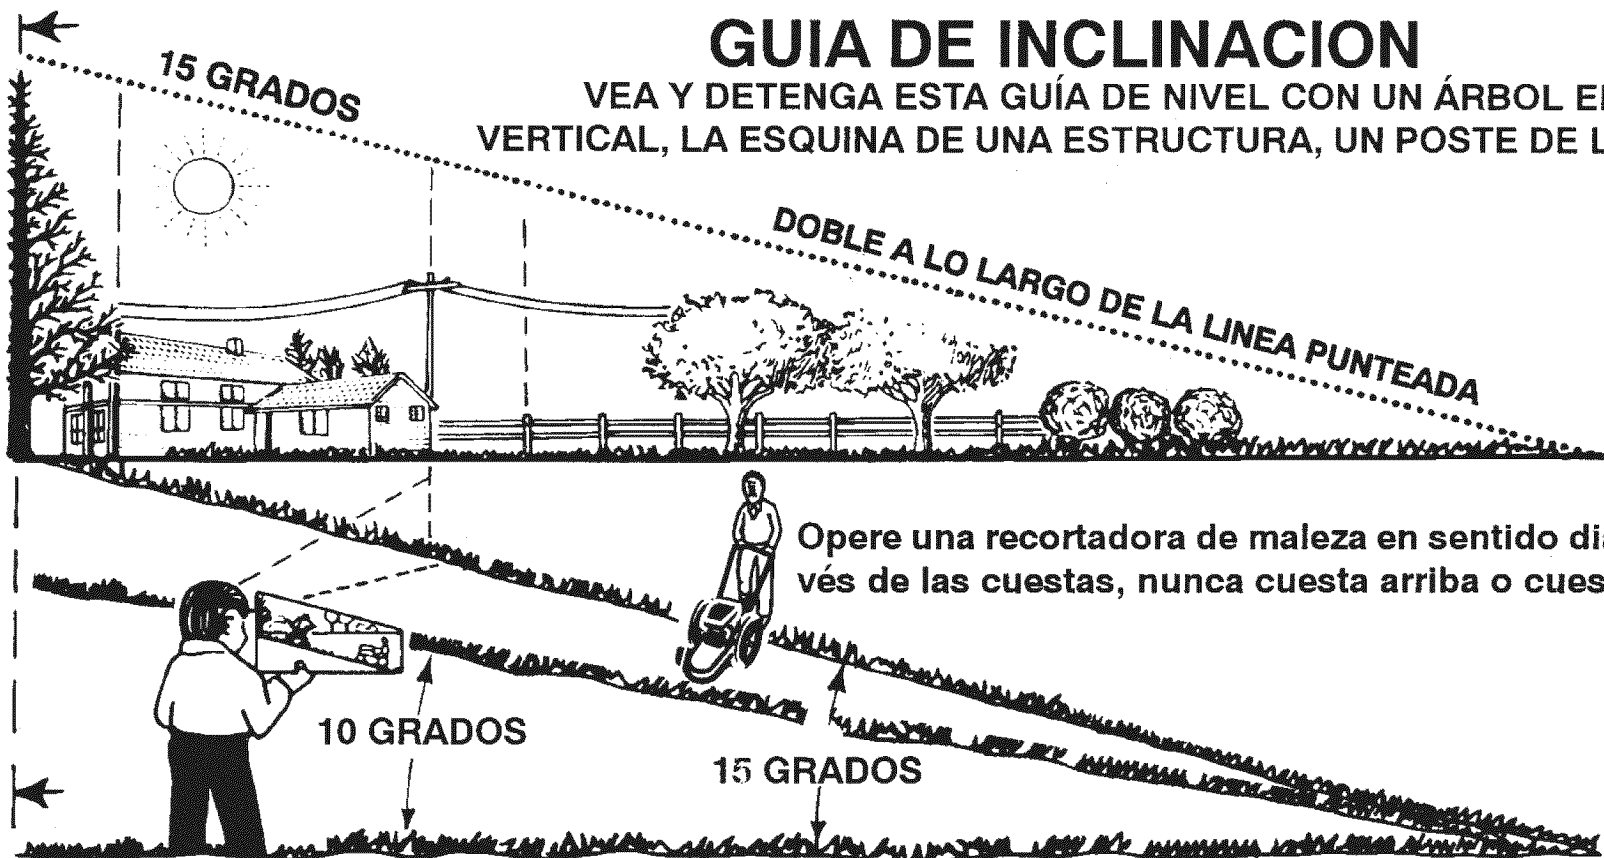 GUIA DE INCLINACION
VEA Y DETENGA ESTA GUÍA DE NIVEL CON UN ÁRBOL
VERTICAL, LA ESQUINA DE UNA ESTRUCTURA, UN POSTE DE
15 GRADOS
DOBLE A LO LARGO DE LA LINEA PUNTEADA
Opere una recortadora de maleza en sentido
vés de las cuestas, nunca cuesta arriba o
10 GRADOS
15 GRADOS